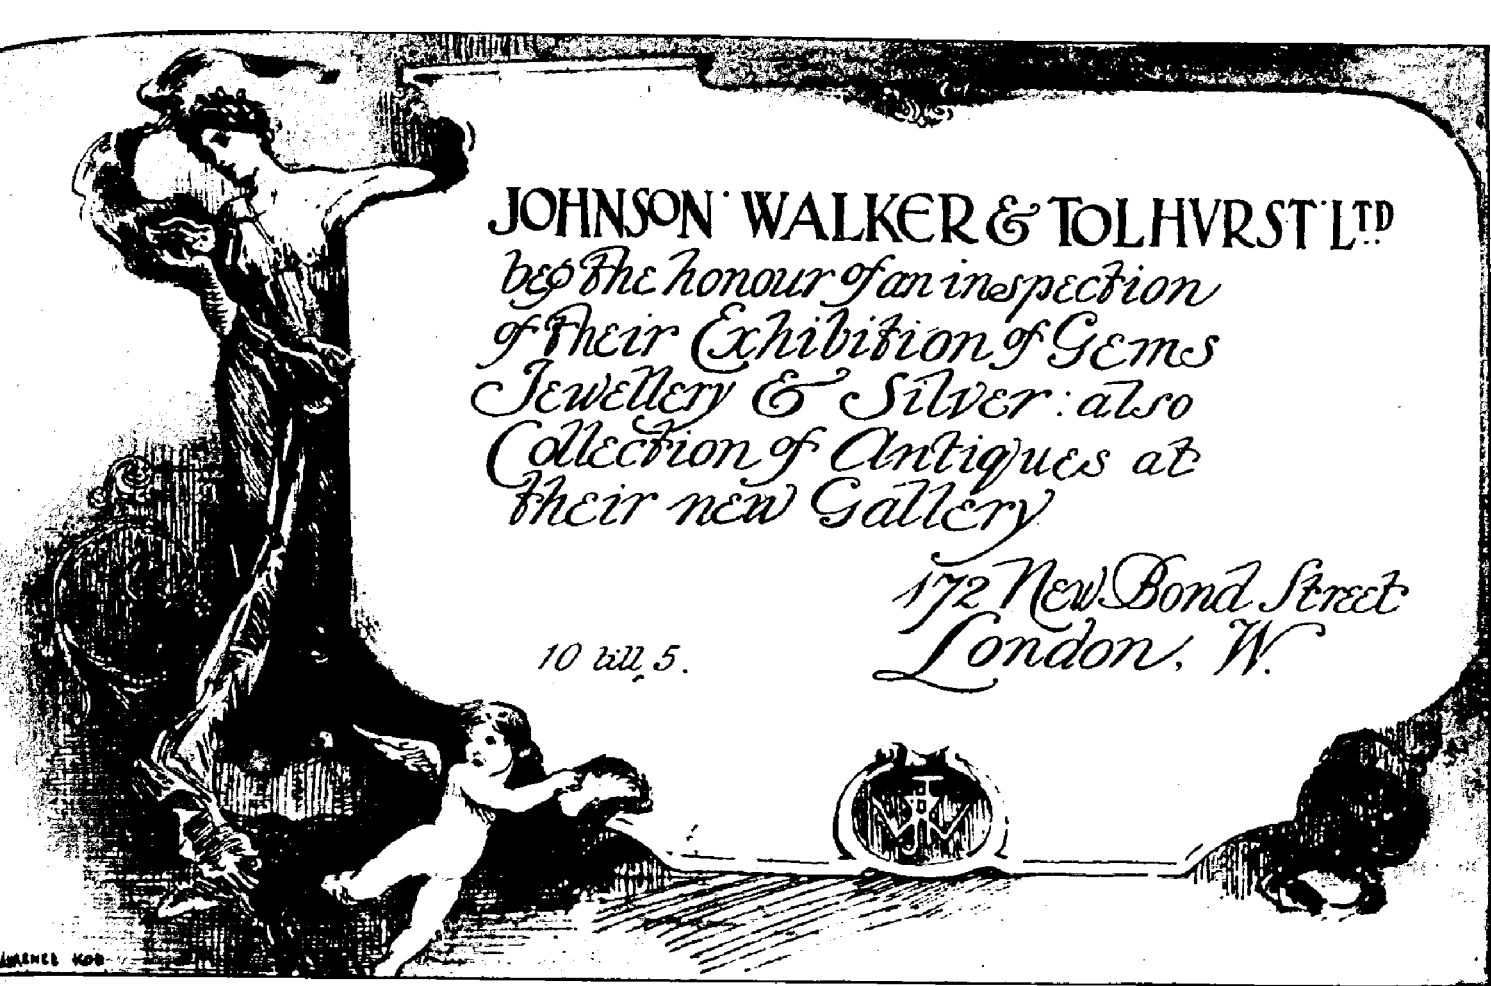 JOHNSON · WALKER & TOLHVRST · LTD
beg the honour of an inspection
of their Exhibition of Gems
Jewellery & Silver : also
Collection of Antiques at
their new Gallery
172 New Bond Street
London, W.
10 till 5.